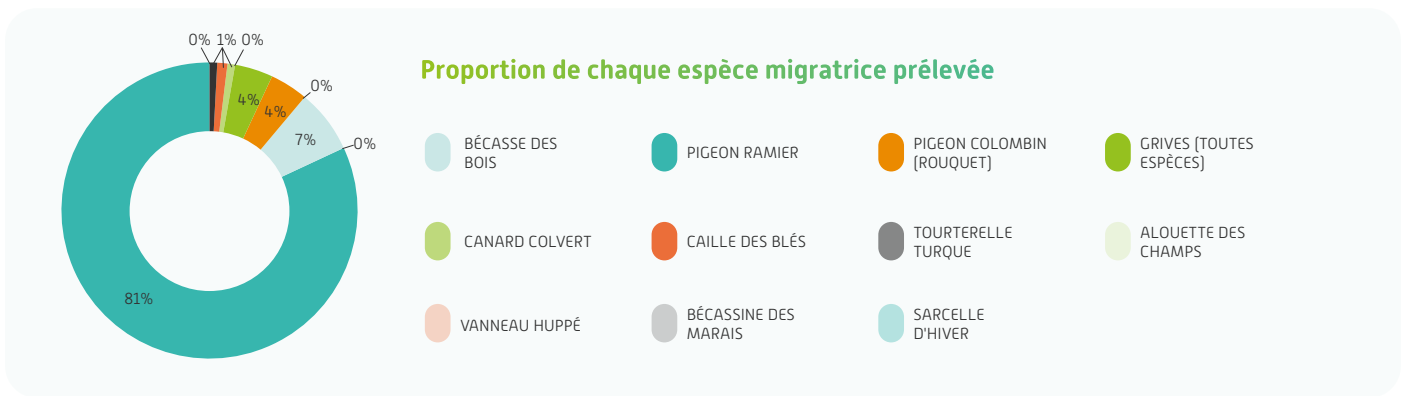 0% 1% 0%
Proportion de chaque espèce migratrice prélevée
0%
4%
4%
7%
0%
81%
BÉCASSE DES
BOIS
PIGEON RAMIER
PIGEON COLOMBIN
(ROUQUET)
GRIVES (TOUTES
ESPÈCES)
CANARD COLVERT
CAILLE DES BLÉS
TOURTERELLE
TURQUE
ALOUETTE DES
CHAMPS
VANNEAU HUPPÉ
BÉCASSINE DES
MARAIS
SARCELLE
D'HIVER